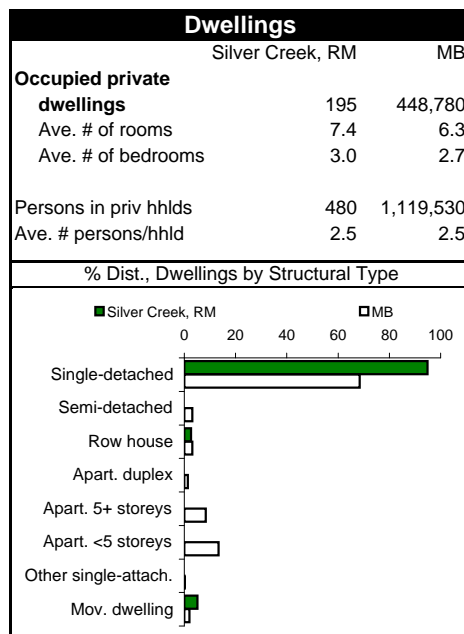 Dwellings
Silver Creek, RM MB
Occupied private
dwellings 195 448,780
Ave. # of rooms 7.4 6.3
Ave. # of bedrooms 3.0 2.7
Persons in priv hhlds 480 1,119,530
Ave. # persons/hhld 2.5 2.5
% Dist., Dwellings by Structural Type
Silver Creek, RM MB
0 20 40 60 80 100
Single-detached
Semi-detached
Row house
Apart. duplex
Apart. 5+ storeys
Apart. <5 storeys
Other single-attach.
Mov. dwelling